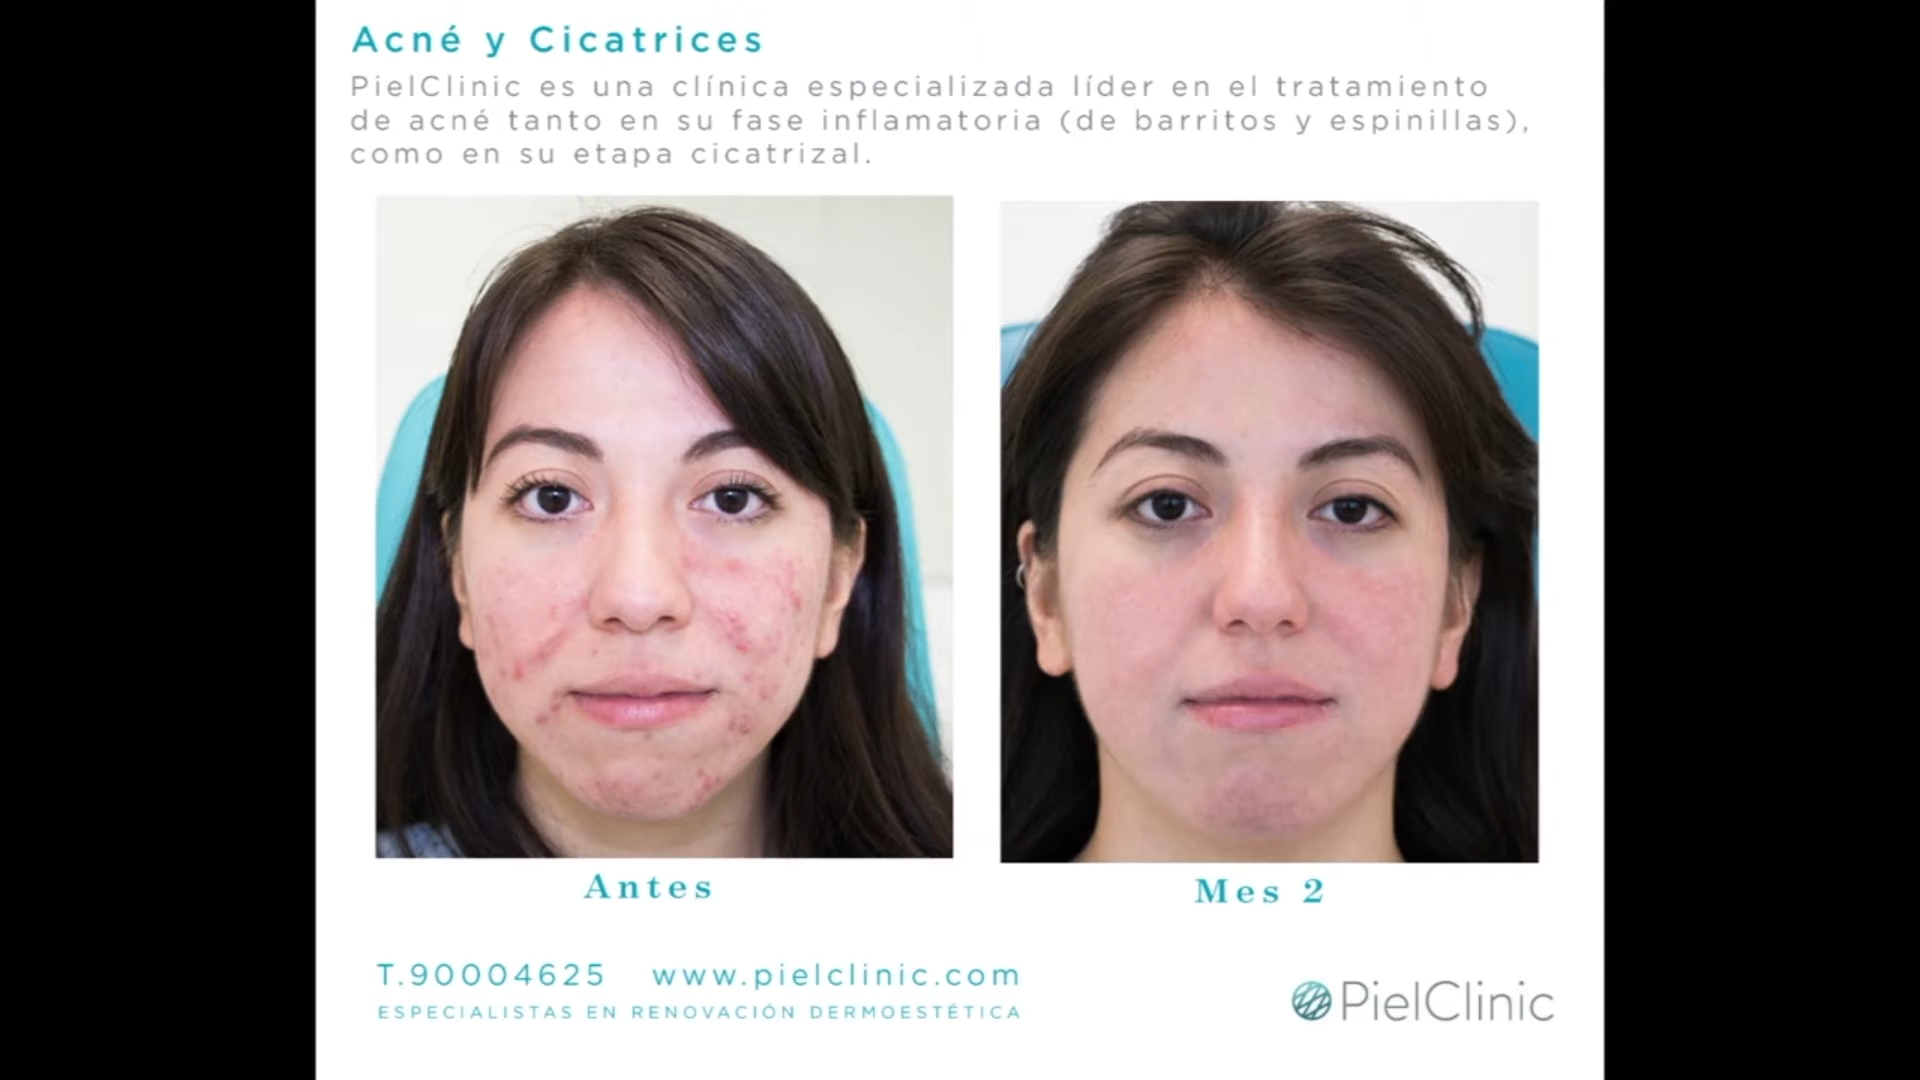 Acné y Cicatrices
PielClinic es una clínica especializada líder en el tratamiento
de acné tanto en su fase inflamatoria (de barritos y espinillas),
como en su etapa cicatrizal.
Antes
Mes 2
T.90004625 www.pielclinic.com
ESPECIALISTAS EN RENOVACIÓN DERMOESTÉTICA
PielClinic